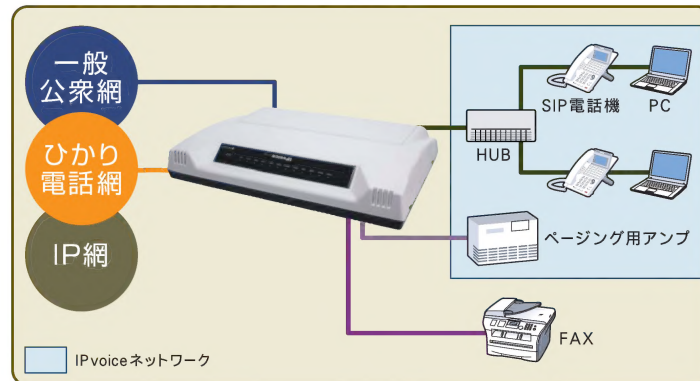 一般
公衆網
ひかり
電話網
IP網
SIP電話機
PC
HUB
ページング用アンプ
FAX
IPvoiceネットワーク